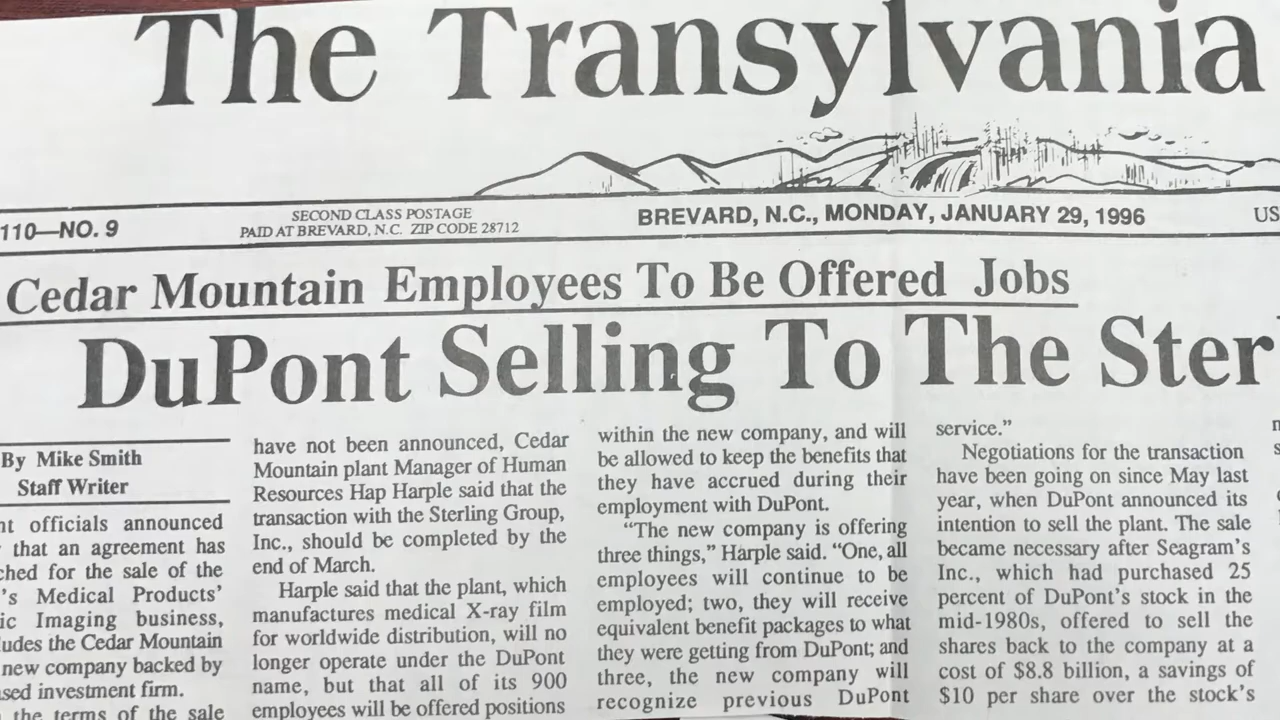 The Transylvania
110—NO. 9
SECOND CLASS POSTAGE
PAID AT BREVARD, N.C. ZIP CODE 28712
BREVARD, N.C., MONDAY, JANUARY 29, 1996
US
Cedar Mountain Employees To Be Offered Jobs
DuPont Selling To The Ster
By Mike Smith
Staff Writer
nt officials announced
that an agreement has
ched for the sale of the
's Medical Products'
ic Imaging business,
udes the Cedar Mountain
new company backed by
sed investment firm.
the terms of the sale
have not been announced, Cedar
Mountain plant Manager of Human
Resources Hap Harple said that the
transaction with the Sterling Group,
Inc., should be completed by the
end of March.
Harple said that the plant, which
manufactures medical X-ray film
for worldwide distribution, will no
longer operate under the DuPont
name, but that all of its 900
employees will be offered positions
within the new company, and will
be allowed to keep the benefits that
they have accrued during their
employment with DuPont.
“The new company is offering
three things,” Harple said. “One, all
employees will continue to be
employed; two, they will receive
equivalent benefit packages to what
they were getting from DuPont; and
three, the new company will
recognize previous DuPont
service.”
Negotiations for the transaction
have been going on since May last
year, when DuPont announced its
intention to sell the plant. The sale
became necessary after Seagram's
Inc., which had purchased 25
percent of DuPont's stock in the
mid-1980s, offered to sell the
shares back to the company at a
cost of $8.8 billion, a savings of
$10 per share over the stock's